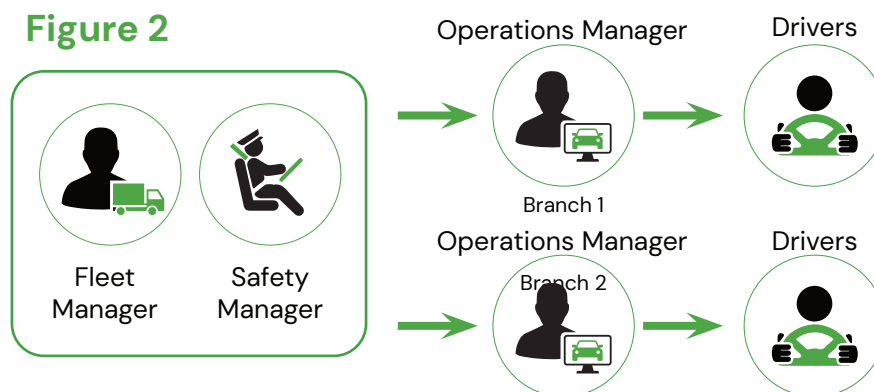 Figure 2
Operations Manager
Drivers
Fleet
Manager
Safety
Manager
Branch 1
Operations Manager
Drivers
Branch 2